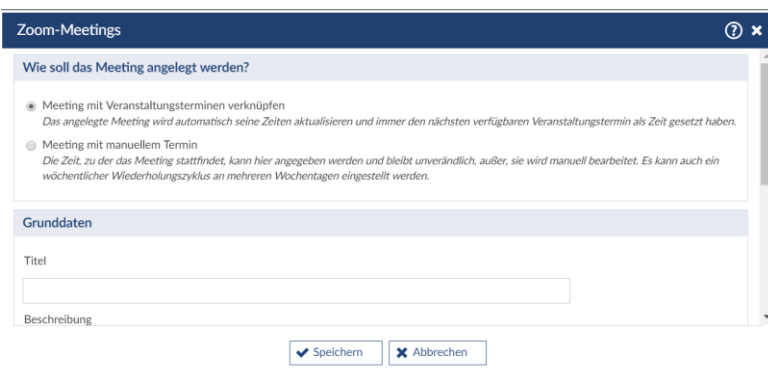 Zoom-Meetings
Wie soll das Meeting angelegt werden?
Meeting mit Veranstaltungsterminen verknüpfen
Das angelegte Meeting wird automatisch seine Zeiten aktualisieren und immer den nächsten verfügbaren Veranstaltungstermin als Zeit gesetzt haben.
Meeting mit manuellem Termin
Die Zeit, zu der das Meeting stattfindet, kann hier angegeben werden und bleibt unverändlich, außer, sie wird manuell bearbeitet. Es kann auch ein
wöchentlicher Wiederholungszyklus an mehreren Wochentagen eingestellt werden.
Grunddaten
Titel
Beschreibung
Speichern Abbrechen